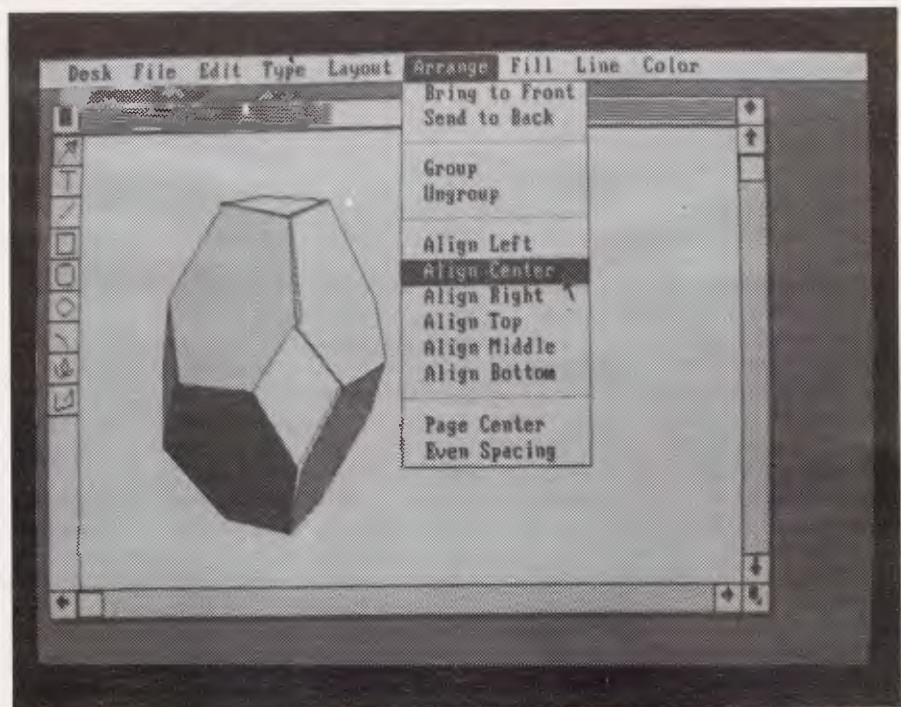 Desk File Edit Type Layout Arrange Fill Line Color
Bring to Front
Send to Back
Group
Ungroup
T
Align Left
Align Center
Align Right
Align Top
Align Middle
Align Bottom
Page Center
Even Spacing